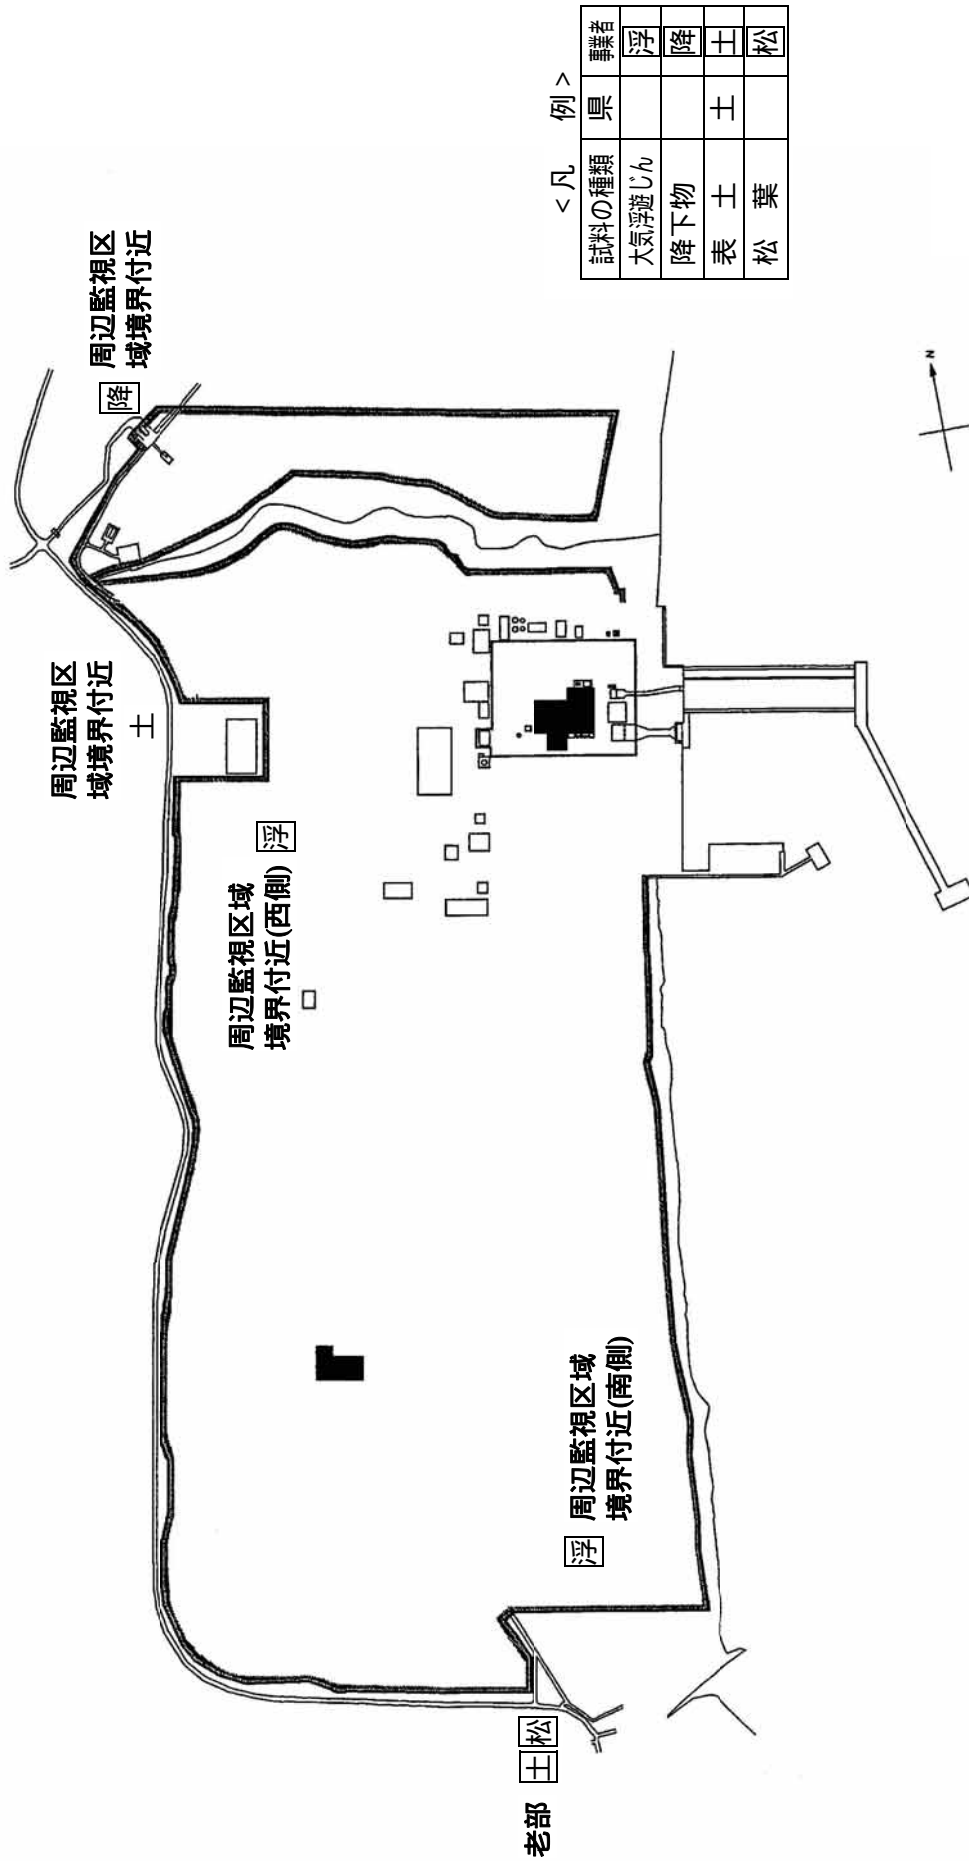 <凡 例>
試料の種類 県 事業者
大気浮遊じん 浮
降下物 降
表土 土 土
松葉 松
周辺監視区
域境界付近
降
周辺監視区
域境界付近
土
周辺監視区域
境界付近(西側)
浮
周辺監視区域
境界付近(南側)
浮
老部 土 松
N